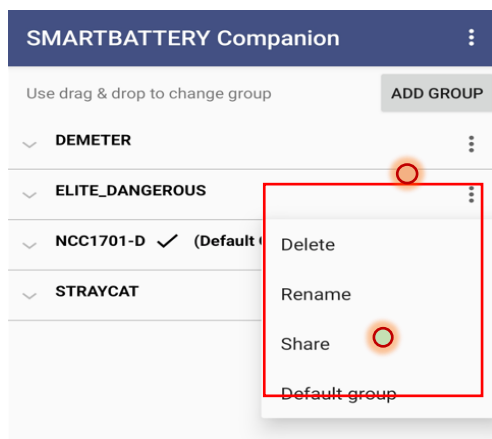 SMARTBATTERY Companion
Use drag & drop to change group
ADD GROUP
DEMETER
ELITE_DANGEROUS
NCC1701-D (Default
STRAYCAT
Delete
Rename
Share
Default group